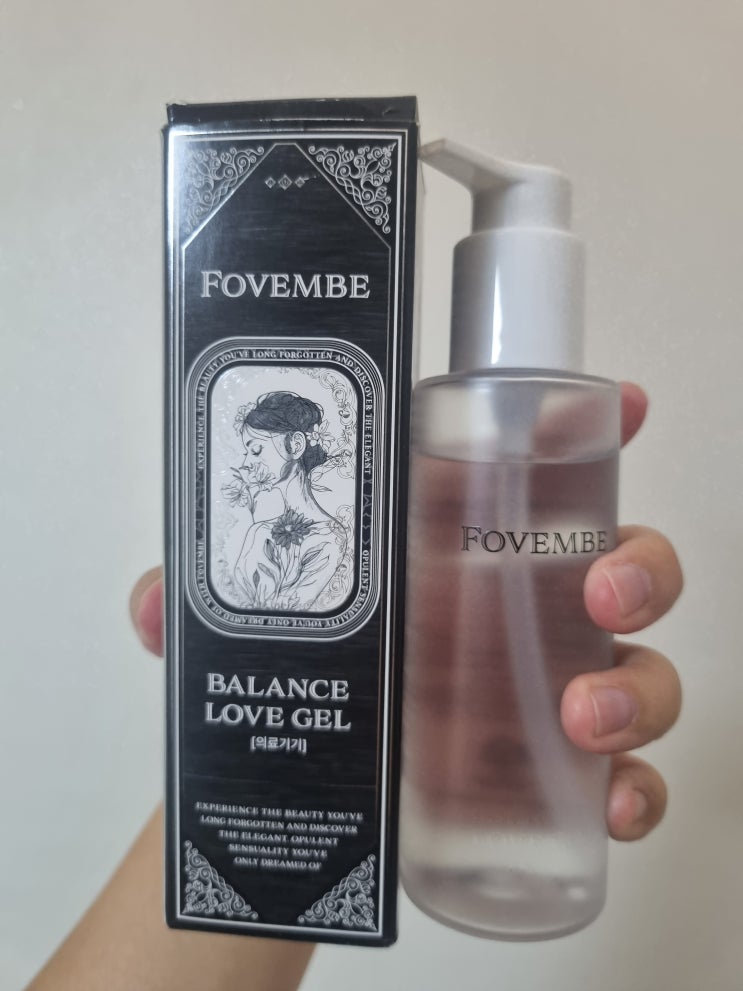 FOVEMBE
EXPERIENCE THE BEAUTY YOU'VE LONG FORGOTTEN AND DISCOVER THE ELEGANT
OPULENT SENSUALITY YOU'VE ONLY DREAMED OF WITH FOVEMBE
BALANCE
LOVE GEL
[의료기기]
EXPERIENCE THE BEAUTY YOU'VE
LONG FORGOTTEN AND DISCOVER
THE ELEGANT OPULENT
SENSUALITY YOU'VE
ONLY DREAMED OF
FOVEMBE